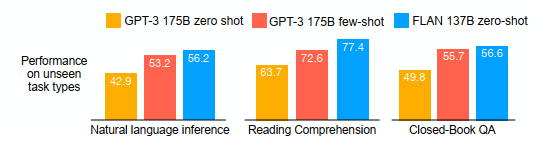 GPT-3 175B zero shot GPT-3 175B few-shot FLAN 137B zero-shot
Performance
on unseen
task types
42.9 53.2 56.2 63.7 72.6 77.4 49.8 55.7 56.6
Natural language inference Reading Comprehension Closed-Book QA